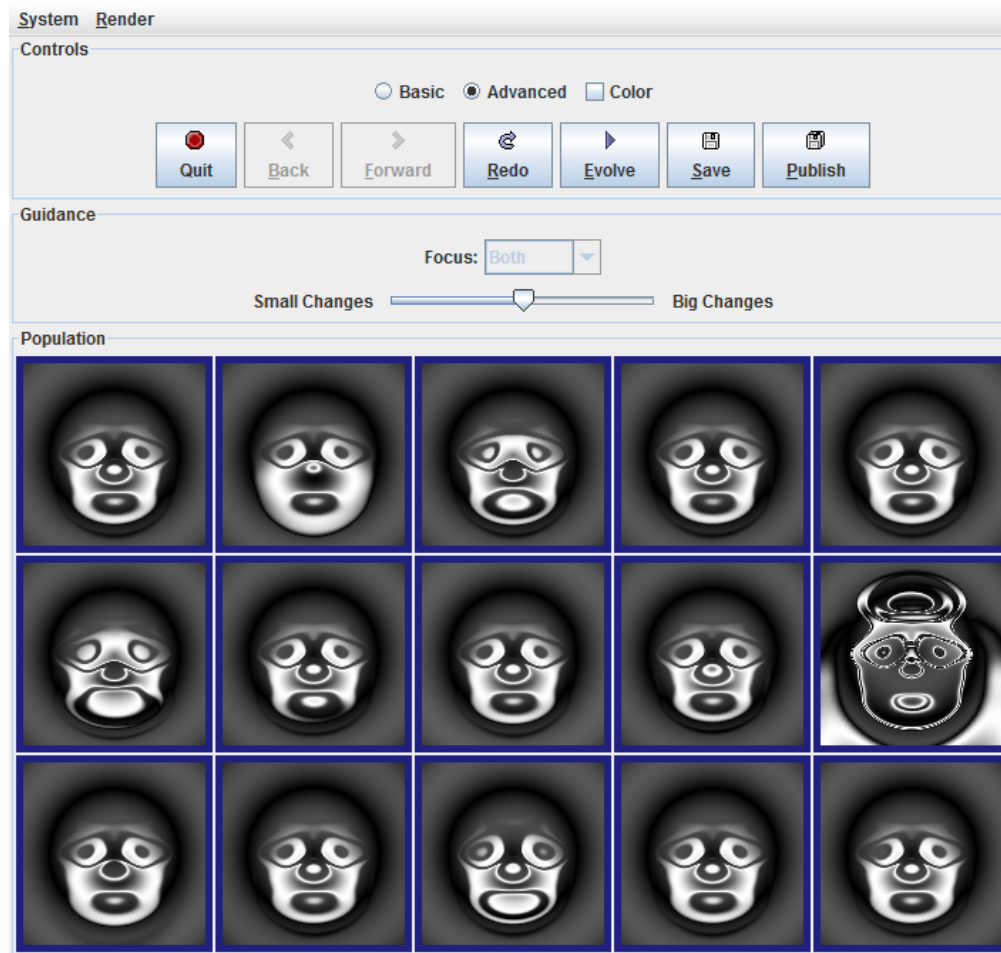 System Render
Controls
Basic Advanced Color
Quit Back Forward Redo Evolve Save Publish
Guidance
Focus: Both
Small Changes Big Changes
Population